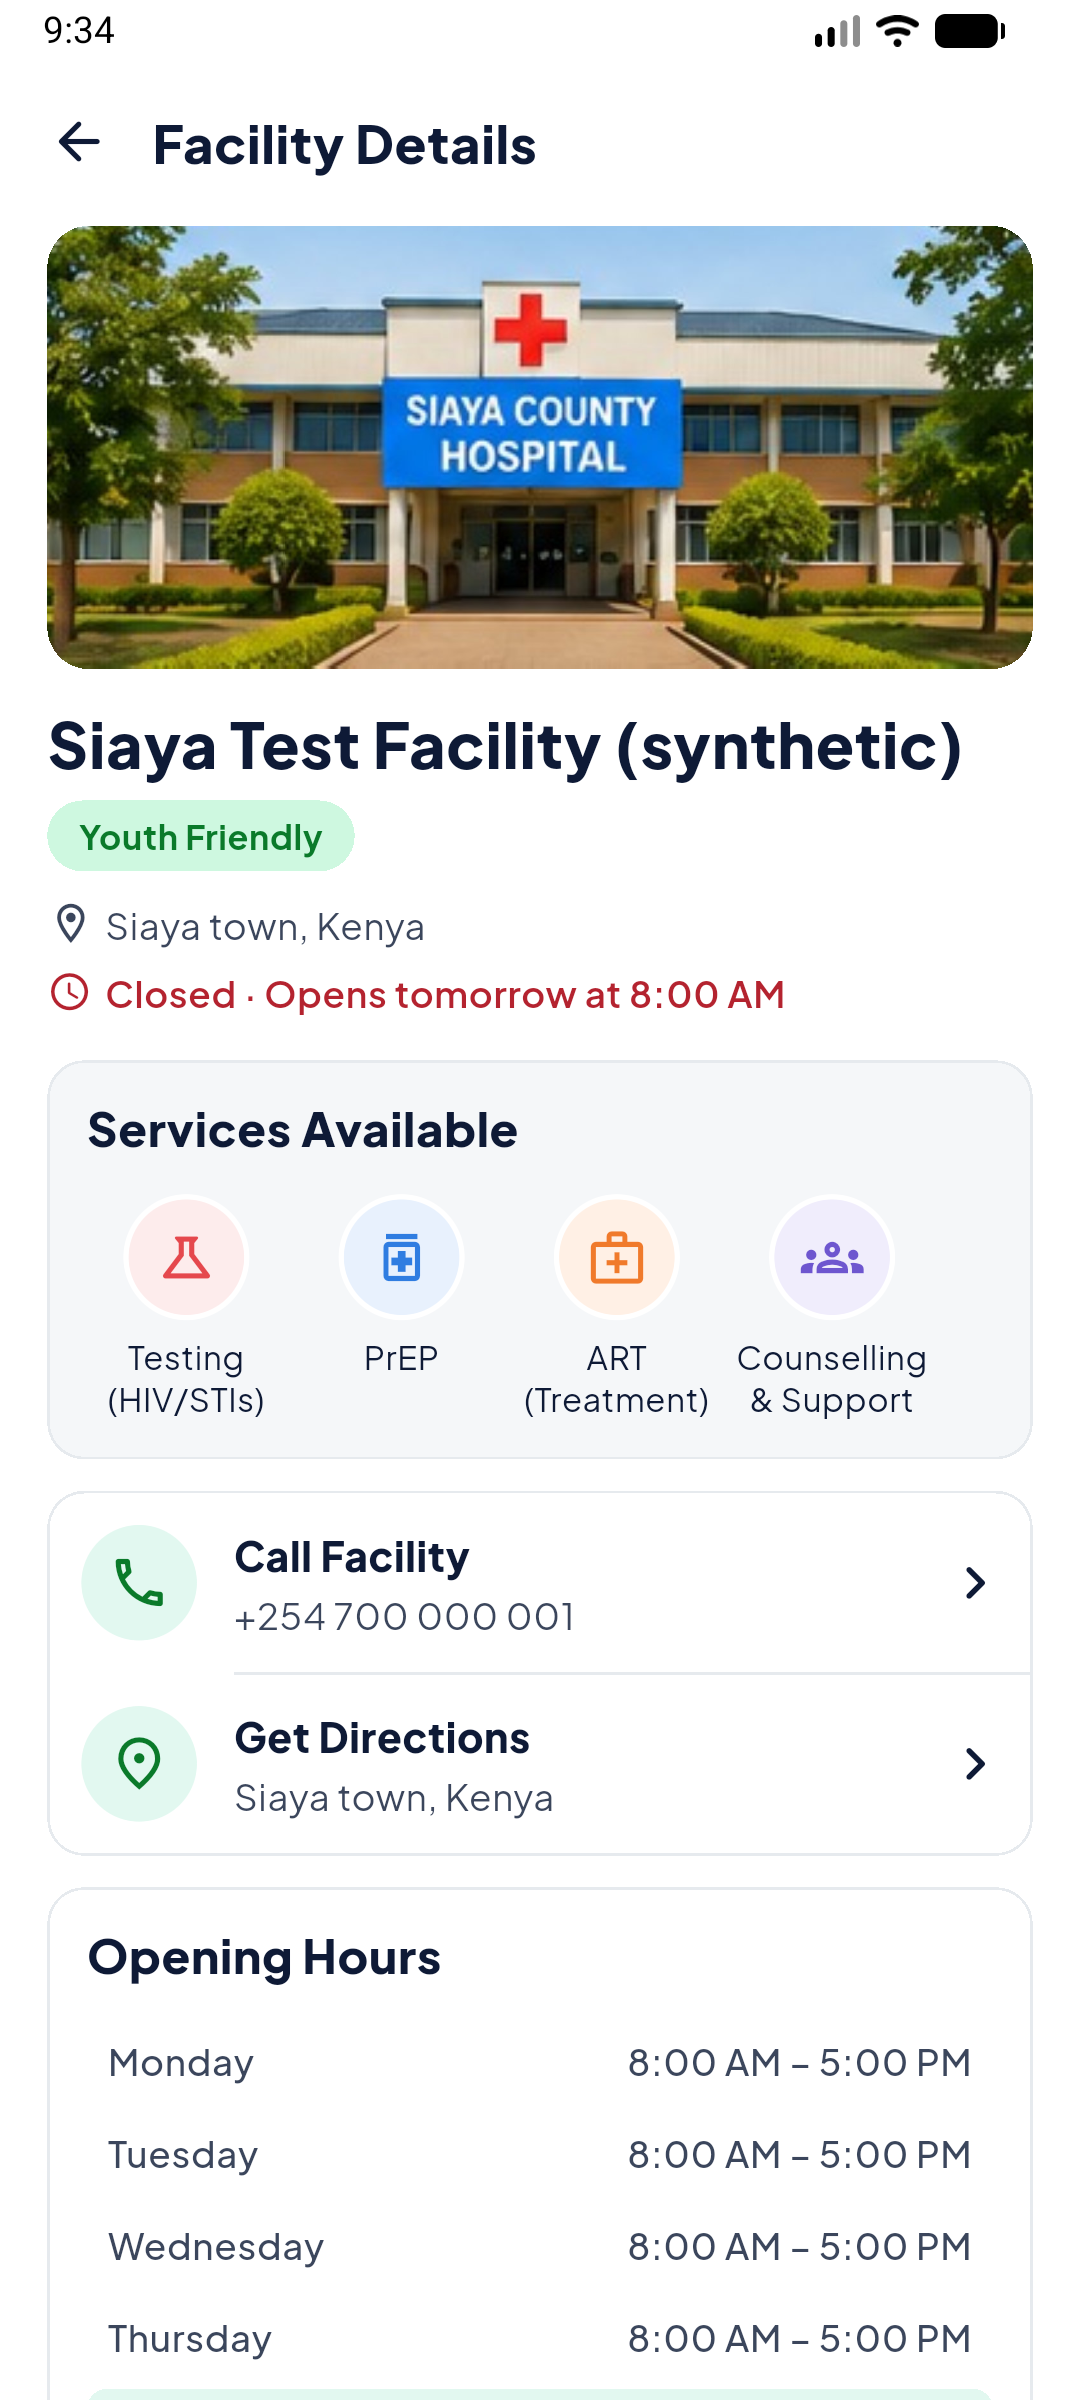 9:34
Facility Details
SIAYA COUNTY
HOSPITAL
Siaya Test Facility (synthetic)
Youth Friendly
Siaya town, Kenya
Closed · Opens tomorrow at 8:00 AM
Services Available
Testing
(HIV/STIs)
PrEP
ART
(Treatment)
Counselling
& Support
Call Facility
+254 700 000 001
Get Directions
Siaya town, Kenya
Opening Hours
Monday 8:00 AM – 5:00 PM
Tuesday 8:00 AM – 5:00 PM
Wednesday 8:00 AM – 5:00 PM
Thursday 8:00 AM – 5:00 PM